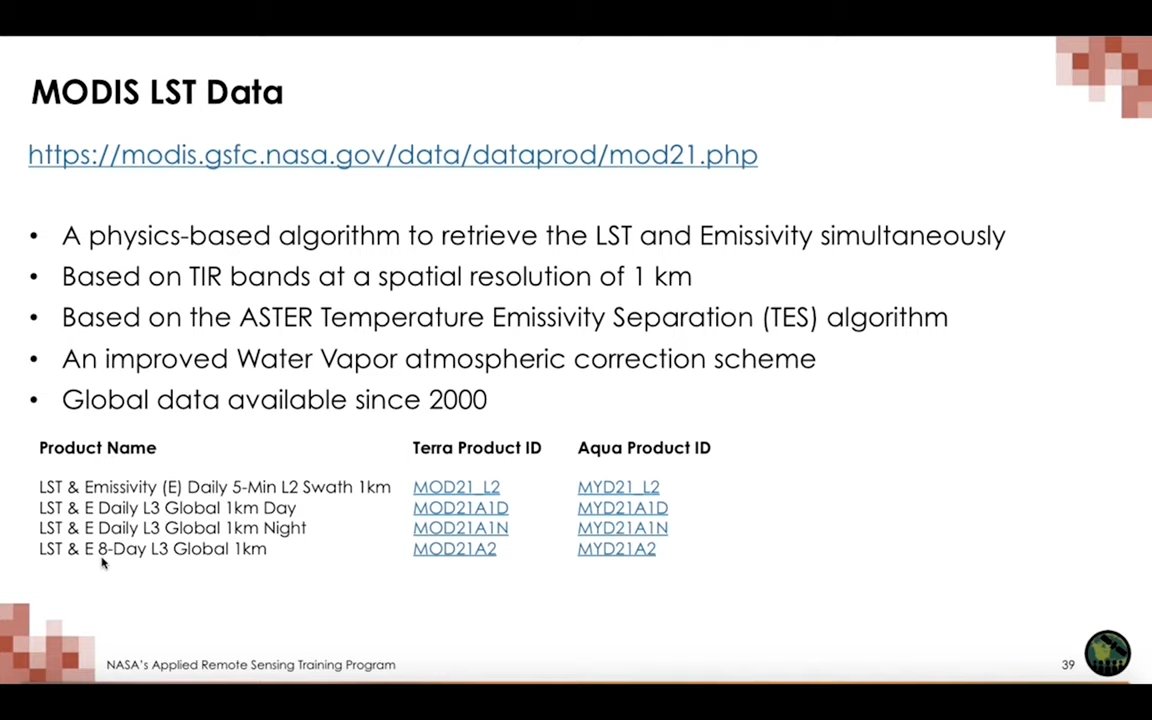 MODIS LST Data
https://modis.gsfc.nasa.gov/data/dataprod/mod21.php
• A physics-based algorithm to retrieve the LST and Emissivity simultaneously
• Based on TIR bands at a spatial resolution of 1 km
• Based on the ASTER Temperature Emissivity Separation (TES) algorithm
• An improved Water Vapor atmospheric correction scheme
• Global data available since 2000
Product Name Terra Product ID Aqua Product ID
LST & Emissivity (E) Daily 5-Min L2 Swath 1km MOD21_L2 MYD21_L2
LST & E Daily L3 Global 1km Day MOD21A1D MYD21A1D
LST & E Daily L3 Global 1km Night MOD21A1N MYD21A1N
LST & E 8-Day L3 Global 1km MOD21A2 MYD21A2
NASA's Applied Remote Sensing Training Program 39